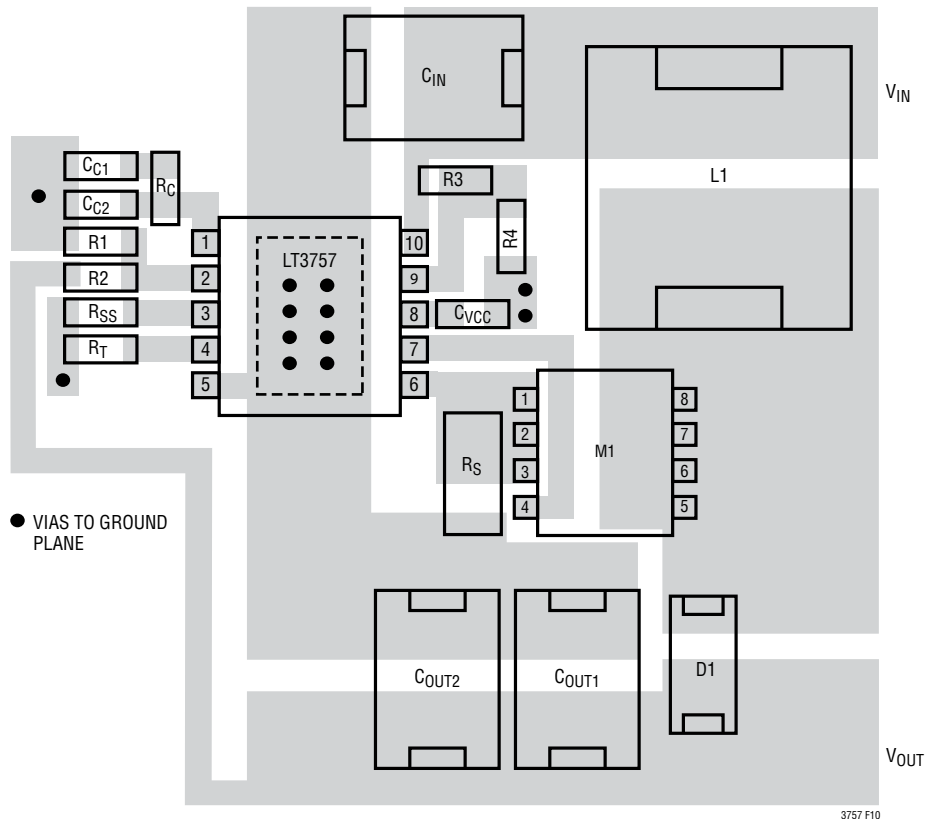 CIN
VIN
L1
CC1
RC
R3
CC2
R4
R1
LT3757
1
10
R2
2
9
RSS
3
8
CVCC
RT
4
7
5
6
1
8
2
7
RS
M1
3
6
4
5
VIAS TO GROUND
PLANE
COUT2
COUT1
D1
VOUT
3757 F10